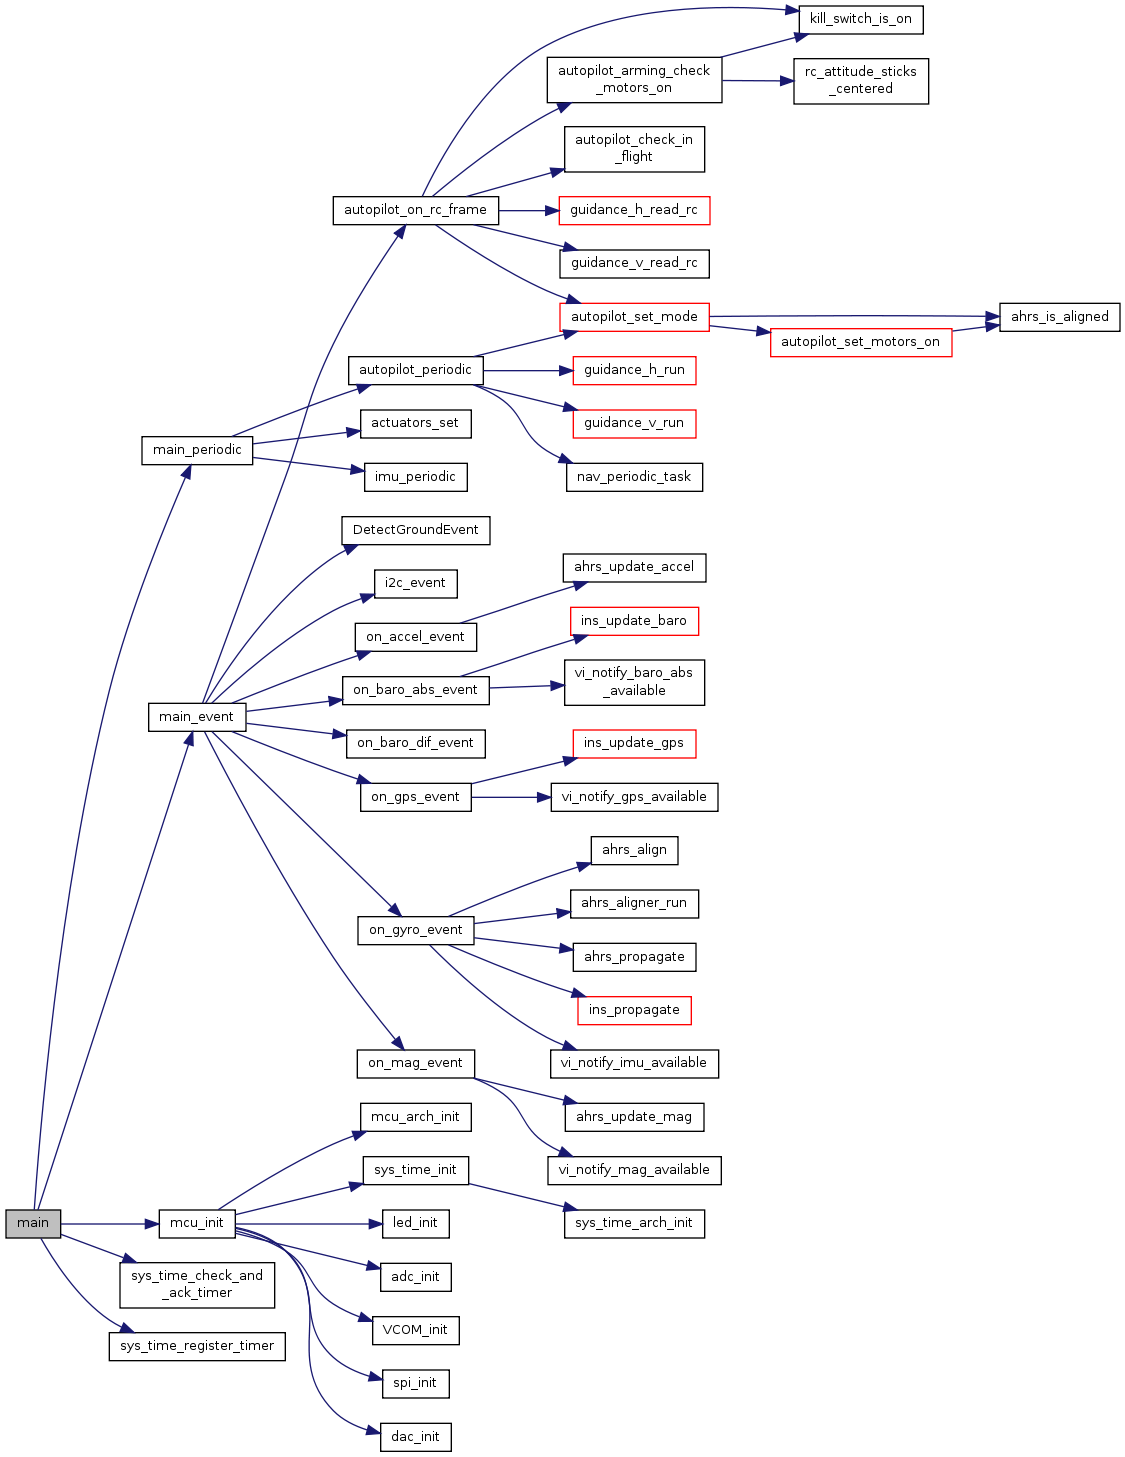 kill_switch_is_on
autopilot_arming_check
_motors_on
rc_attitude_sticks
_centered
autopilot_check_in
_flight
autopilot_on_rc_frame
guidance_h_read_rc
guidance_v_read_rc
autopilot_set_mode
ahrs_is_aligned
autopilot_set_motors_on
autopilot_periodic
guidance_h_run
actuators_set
guidance_v_run
main_periodic
imu_periodic
nav_periodic_task
DetectGroundEvent
ahrs_update_accel
i2c_event
ins_update_baro
on_accel_event
vi_notify_baro_abs
_available
on_baro_abs_event
main_event
on_baro_dif_event
ins_update_gps
on_gps_event
vi_notify_gps_available
ahrs_align
ahrs_aligner_run
on_gyro_event
ahrs_propagate
ins_propagate
on_mag_event
vi_notify_imu_available
mcu_arch_init
ahrs_update_mag
sys_time_init
vi_notify_mag_available
main
mcu_init
led_init
sys_time_arch_init
sys_time_check_and
_ack_timer
adc_init
VCOM_init
sys_time_register_timer
spi_init
dac_init